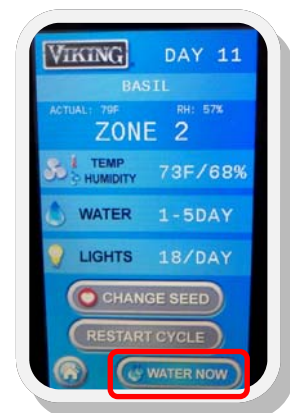 VIKING DAY 11
BASIL
ACTUAL: 79F RH: 57%
ZONE 2
TEMP HUMIDITY 73F/68%
WATER 1-5DAY
LIGHTS 18/DAY
CHANGE SEED
RESTART CYCLE
WATER NOW